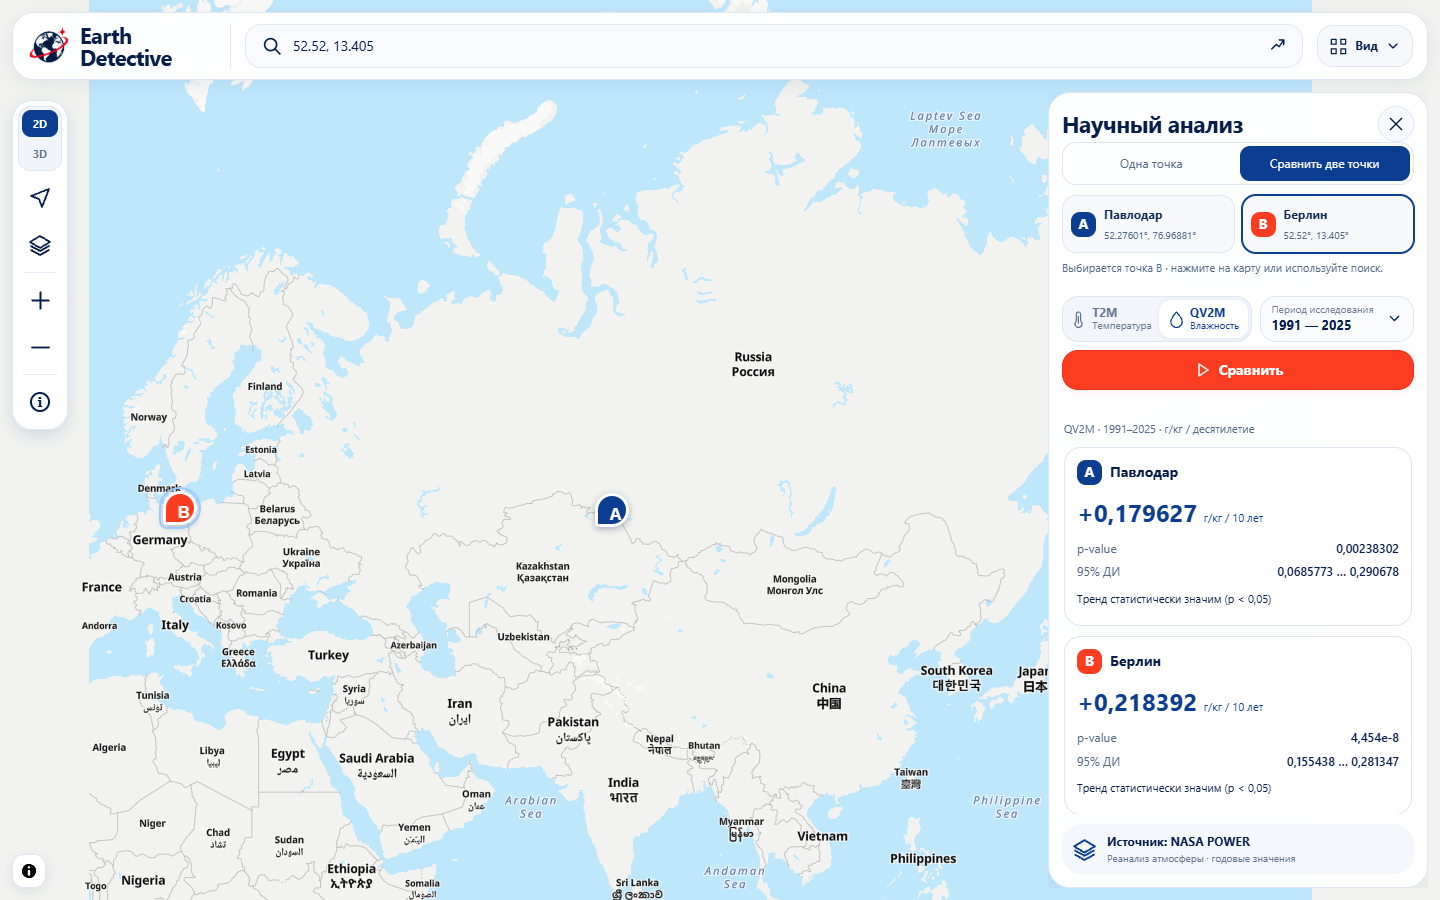 Earth
Detective
52.52, 13.405
Вид
2D
3D
Научный анализ
Одна точка
Сравнить две точки
A
Павлодар
52.27601°, 76.96881°
B
Берлин
52.52°, 13.405°
Выбирается точка B · нажмите на карту или используйте поиск.
T2M
Температура
QV2M
Влажность
Период исследования
1991 — 2025
Сравнить
QV2M · 1991–2025 · г/кг / десятилетие
A
Павлодар
+0,179627 г/кг / 10 лет
p-value 0,00238302
95% ДИ 0,0685773 … 0,290678
Тренд статистически значим (p < 0,05)
B
Берлин
+0,218392 г/кг / 10 лет
p-value 4,454e-8
95% ДИ 0,155438 … 0,281347
Тренд статистически значим (p < 0,05)
Источник: NASA POWER
Реанализ атмосферы · годовые значения
Laptev Sea
Море
Лаптевых
Russia
Россия
Finland
Norway
Estonia
Latvia
Denmark
B
A
Belarus
Беларусь
Germany
Ukraine
Україна
Kazakhstan
Қазақстан
Mongolia
Монгол Улс
France
Austria
Croatia
Romania
Andorra
Italy
Kosovo
Uzbekistan
Azerbaijan
Greece
Ελλάδα
Turkey
South Korea
대한민국
Japan
日本
Syria
سوريا
Tunisia
تونس
Iran
ایران
China
中国
Pakistan
پاکستان
Nepal
नेपाल
Bhutan
Algeria
Libya
ليبيا
Egypt
مصر
Saudi Arabia
السعودية
Taiwan
臺灣
India
भारत
Oman
عمان
Arabian
Sea
Philippine
Sea
Niger
Chad
تشاد
Sudan
السودان
Yemen
اليمن
Myanmar
မြန်မာ
Vietnam
Philippines
Andaman
Sea
Togo
Nigeria
Ethiopia
ኢትዮጵያ
Somalia
الصومال
Sri Lanka
ශ්‍රී ලංකාව